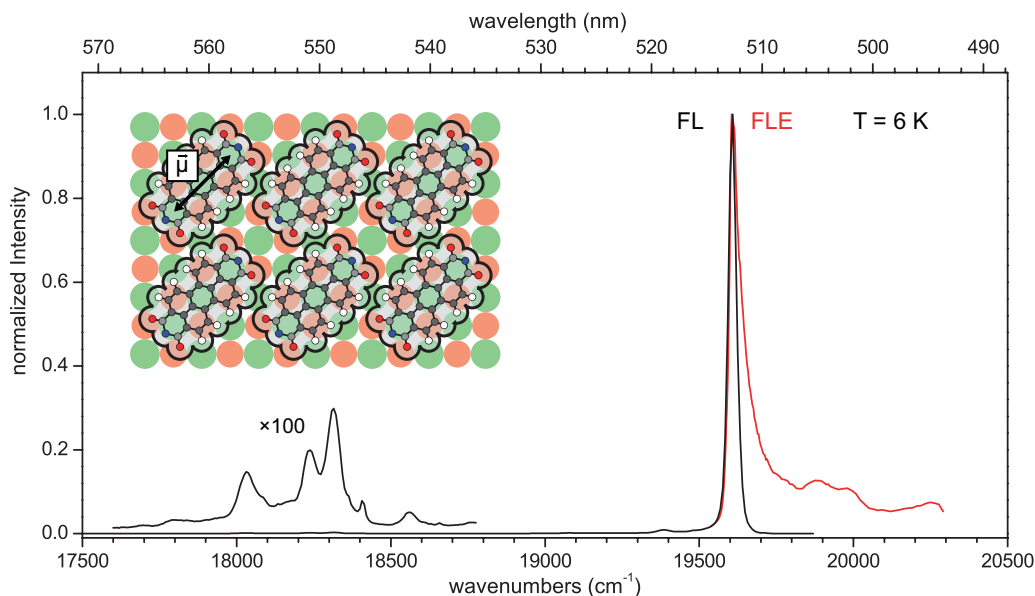 wavelength (nm)
570 560 550 540 530 520 510 500 490
normalized Intensity
1.0
0.8
0.6
0.4
0.2
0.0
FL FLE T = 6 K
μ̄
×100
17500 18000 18500 19000 19500 20000 20500
wavenumbers (cm⁻¹)